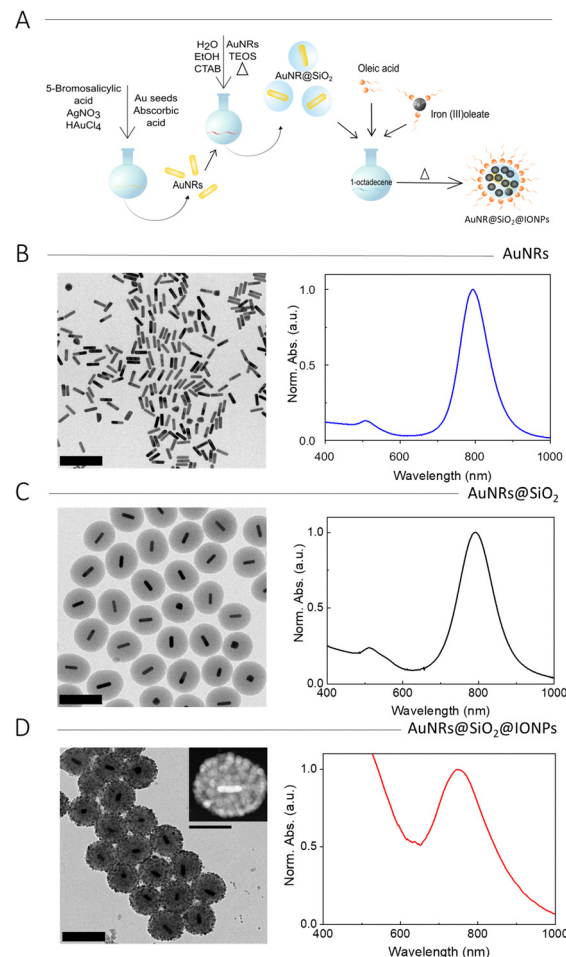 A
5-Bromosalicylic
acid
AgNO3
HAuCl4
Au seeds
Abscorbic
acid
AuNRs
H2O
EtOH
CTAB
AuNRs
TEOS
△
AuNR@SiO2
Oleic acid
Iron (III)oleate
1-octadecene
△
AuNR@SiO2@IONPs
B
AuNRs
Norm. Abs. (a.u.)
1.0
0.5
0.0
400
600
800
1000
Wavelength (nm)
C
AuNRs@SiO2
Norm. Abs. (a.u.)
1.0
0.5
0.0
400
600
800
1000
Wavelength (nm)
D
AuNRs@SiO2@IONPs
Norm. Abs. (a.u.)
1.0
0.5
0.0
400
600
800
1000
Wavelength (nm)